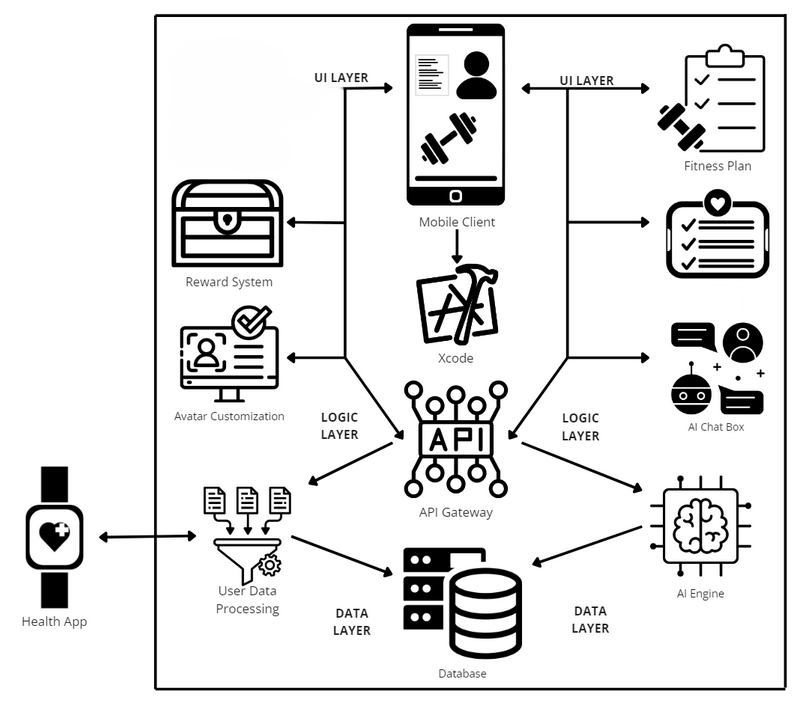 UI LAYER
UI LAYER
Fitness Plan
Mobile Client
Reward System
Xcode
Avatar Customization
LOGIC
LAYER
API
LOGIC
LAYER
AI Chat Box
API Gateway
User Data
Processing
AI Engine
Health App
DATA
LAYER
DATA
LAYER
Database